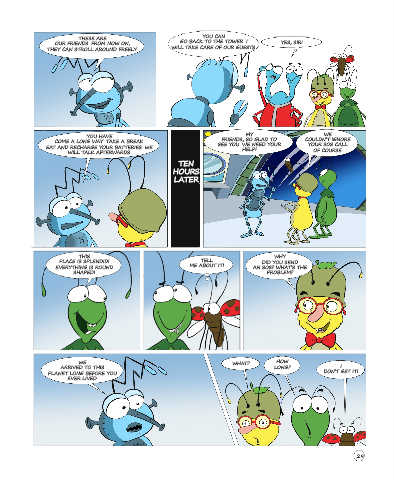 THESE ARE
OUR FRIENDS FROM NOW ON,
THEY CAN STROLL AROUND FREELY!
YOU CAN
GO BACK TO THE TOWER I
WILL TAKE CARE OF OUR GUESTS!
YES, SIR!
YOU HAVE
COME A LONG WAY. TAKE A BREAK
EAT AND RECHARGE YOUR BATTERIES. WE
WILL TALK AFTERWARDS
TEN
HOURS
LATER
MY
FRIENDS, SO GLAD TO
SEE YOU. WE NEED YOUR
HELP!
WE
COULDN'T IGNORE
YOUR SOS CALL
OF COURSE
THIS
PLACE IS SPLENDID!
EVERYTHING IS ROUND
SHAPED!
TELL
ME ABOUT IT!
WHY
DID YOU SEND
AN SOS? WHAT'S THE
PROBLEM?
WE
ARRIVED TO THIS
PLANET LONG BEFORE YOU
EVER LIVED
WHAT?
HOW
LONG?
I
DON'T GET IT!